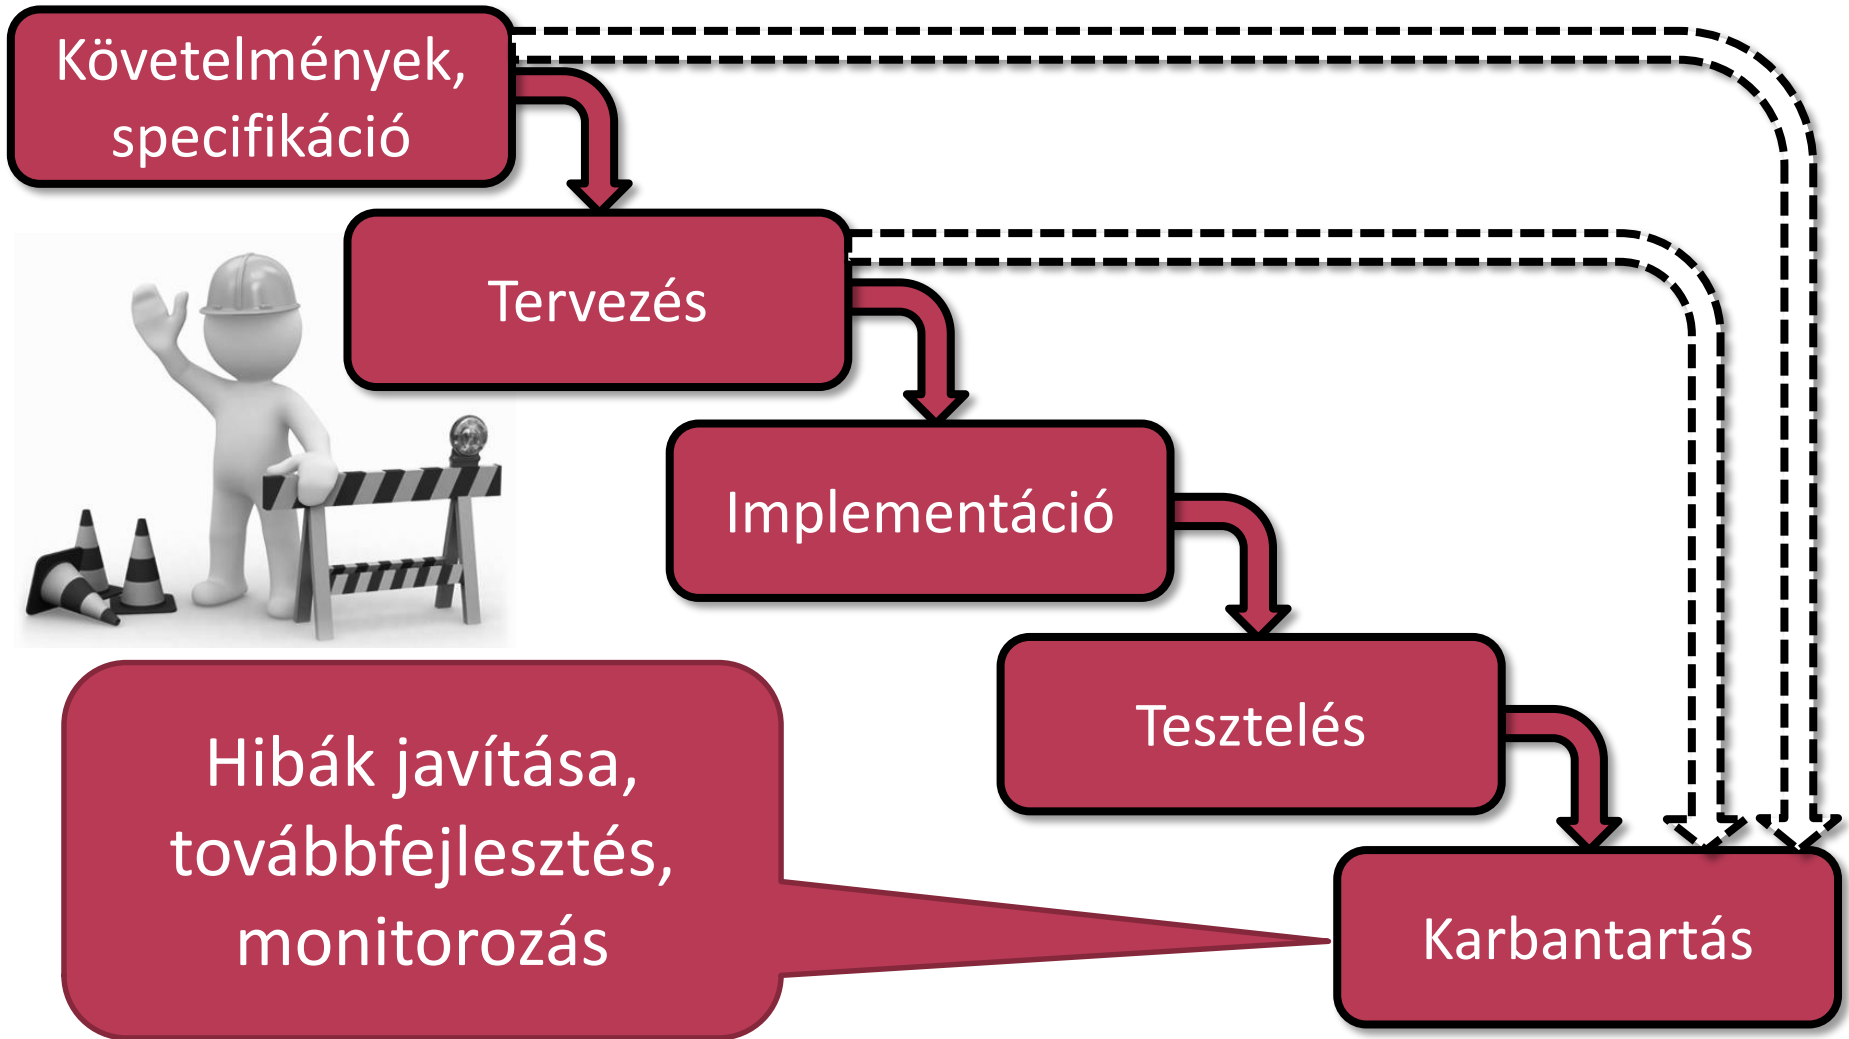 Követelmények,
specifikáció
Tervezés
Implementáció
Tesztelés
Hibák javítása,
továbbfejlesztés,
monitorozás
Karbantartás